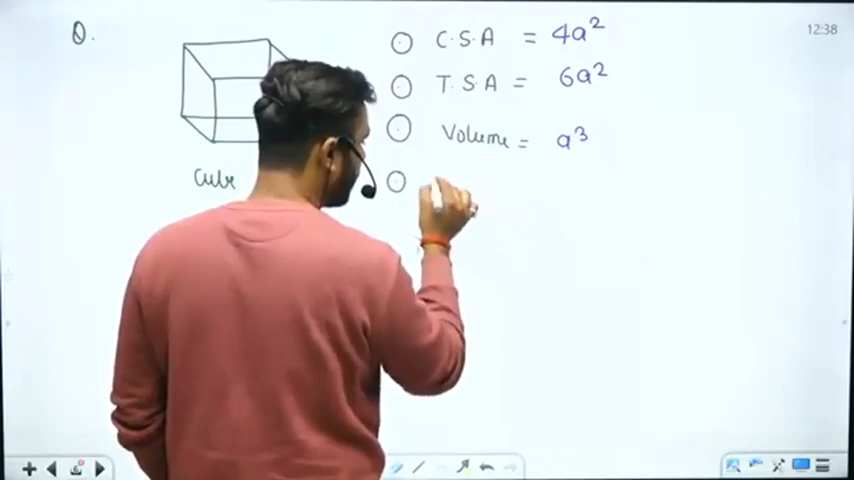 Q.
12:38
C.S.A = 4a²
T.S.A = 6a²
Volume = a³
Cube